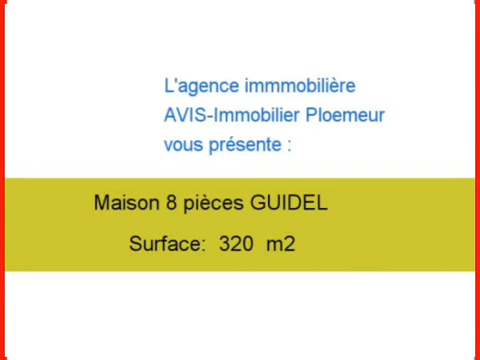 L'agence immmobilière
AVIS-Immobilier Ploemeur
vous présente :
Maison 8 pièces GUIDEL
Surface: 320 m2